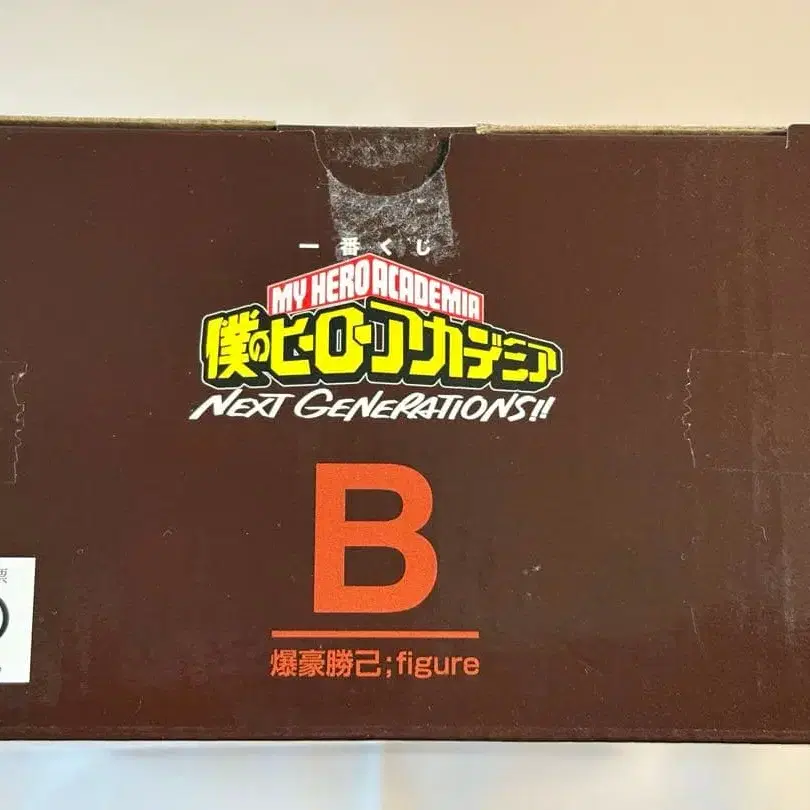 一番くじ
MY HERO ACADEMIA
僕のヒーローアカデミア
NEXT GENERATIONS!!
B
爆豪勝己;figure